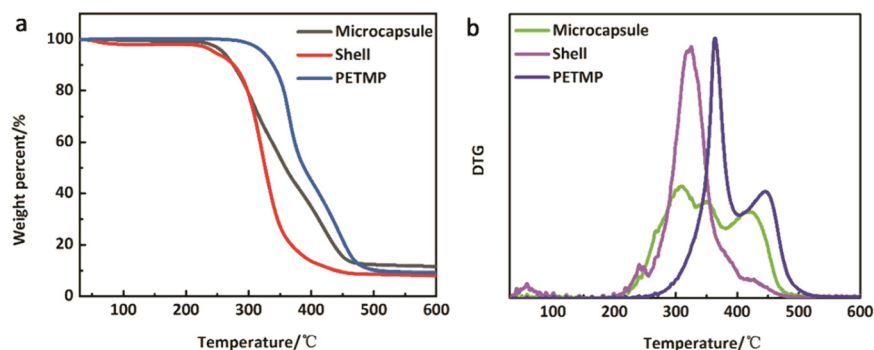 a
Microcapsule
Shell
PETMP
Weight percent/%
100
80
60
40
20
10
0
100 200 300 400 500 600
Temperature/℃
b
Microcapsule
Shell
PETMP
DTG
100 200 300 400 500 600
Temperature/℃